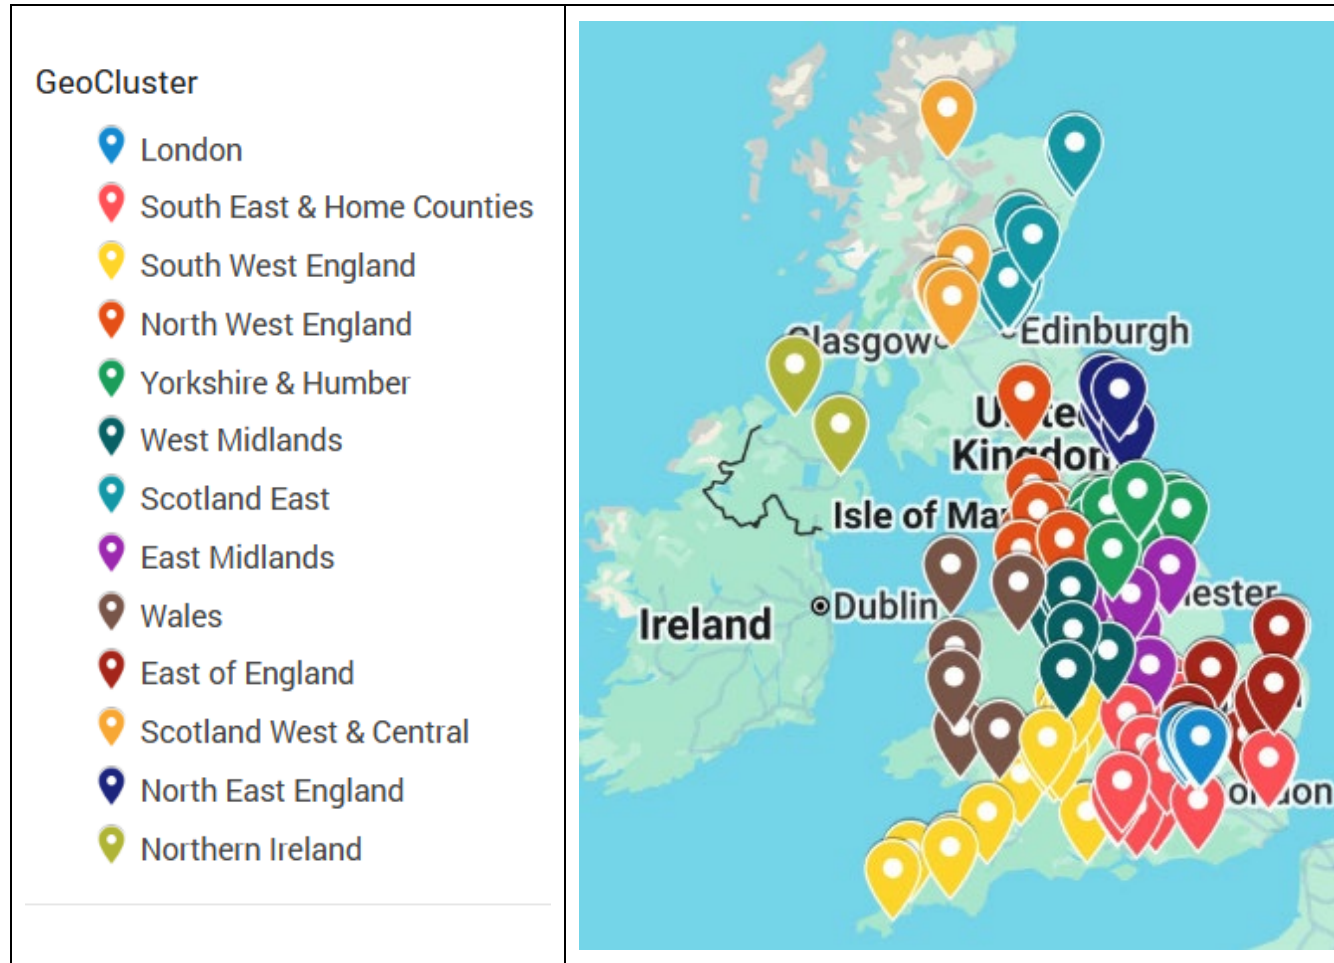 GeoCluster
London
South East & Home Counties
South West England
North West England
Yorkshire & Humber
West Midlands
Scotland East
East Midlands
Wales
East of England
Scotland West & Central
North East England
Northern Ireland
Edinburgh
Isle of
Dublin
Ireland